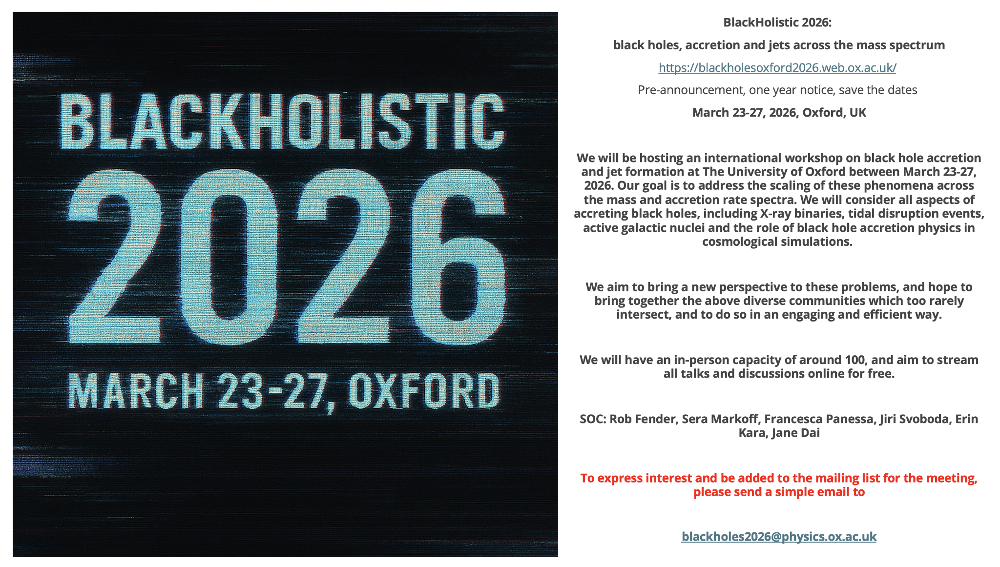 BLACKHOLISTIC
2026
MARCH 23-27, OXFORD
BlackHolistic 2026:
black holes, accretion and jets across the mass spectrum
https://blackholesoxford2026.web.ox.ac.uk/
Pre-announcement, one year notice, save the dates
March 23-27, 2026, Oxford, UK
We will be hosting an international workshop on black hole accretion
and jet formation at The University of Oxford between March 23-27,
2026. Our goal is to address the scaling of these phenomena across
the mass and accretion rate spectra. We will consider all aspects of
accreting black holes, including X-ray binaries, tidal disruption events,
active galactic nuclei and the role of black hole accretion physics in
cosmological simulations.
We aim to bring a new perspective to these problems, and hope to
bring together the above diverse communities which too rarely
intersect, and to do so in an engaging and efficient way.
We will have an in-person capacity of around 100, and aim to stream
all talks and discussions online for free.
SOC: Rob Fender, Sera Markoff, Francesca Panessa, Jiri Svoboda, Erin
Kara, Jane Dai
To express interest and be added to the mailing list for the meeting,
please send a simple email to
blackholes2026@physics.ox.ac.uk